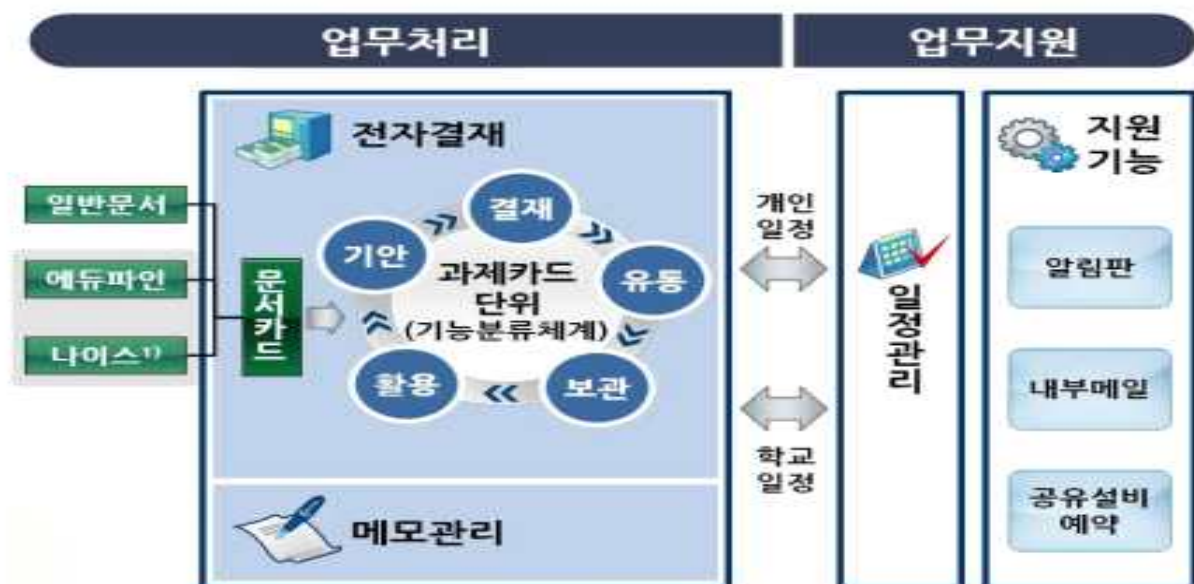 업무처리
업무지원
전자결재
일반문서
에듀파인
나이스¹⁾
문서카드
결재
기안
유통
과제카드
단위
(기능분류체계)
활용
보관
메모관리
개인
일정
학교
일정
일정관리
지원
기능
알림판
내부메일
공유설비
예약